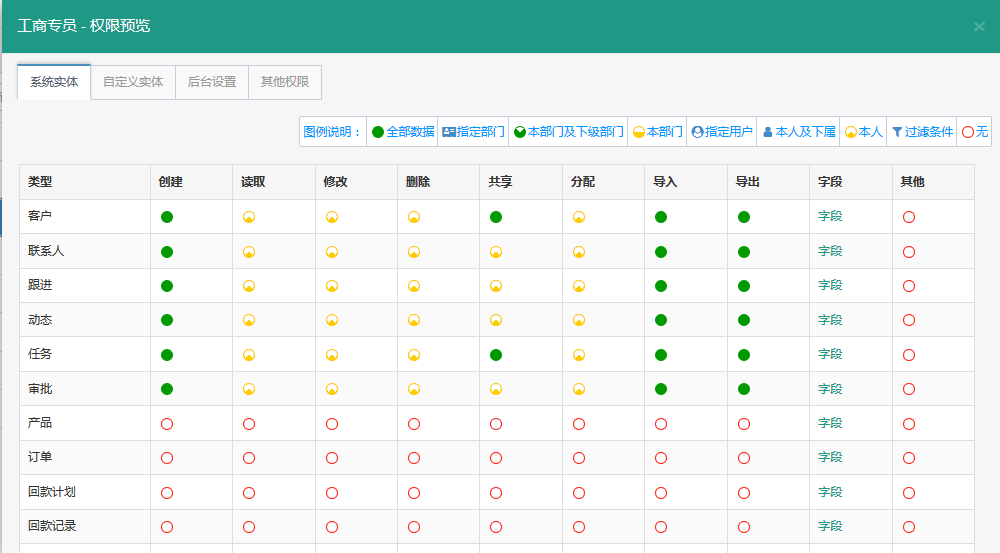 工商专员 - 权限预览 ×
系统实体 自定义实体 后台设置 其他权限
图例说明： 全部数据 指定部门 本部门及下级部门 本部门 指定用户 本人及下属 本人 过滤条件 无
类型 创建 读取 修改 删除 共享 分配 导入 导出 字段 其他
客户 字段
联系人 字段
跟进 字段
动态 字段
任务 字段
审批 字段
产品 字段
订单 字段
回款计划 字段
回款记录 字段